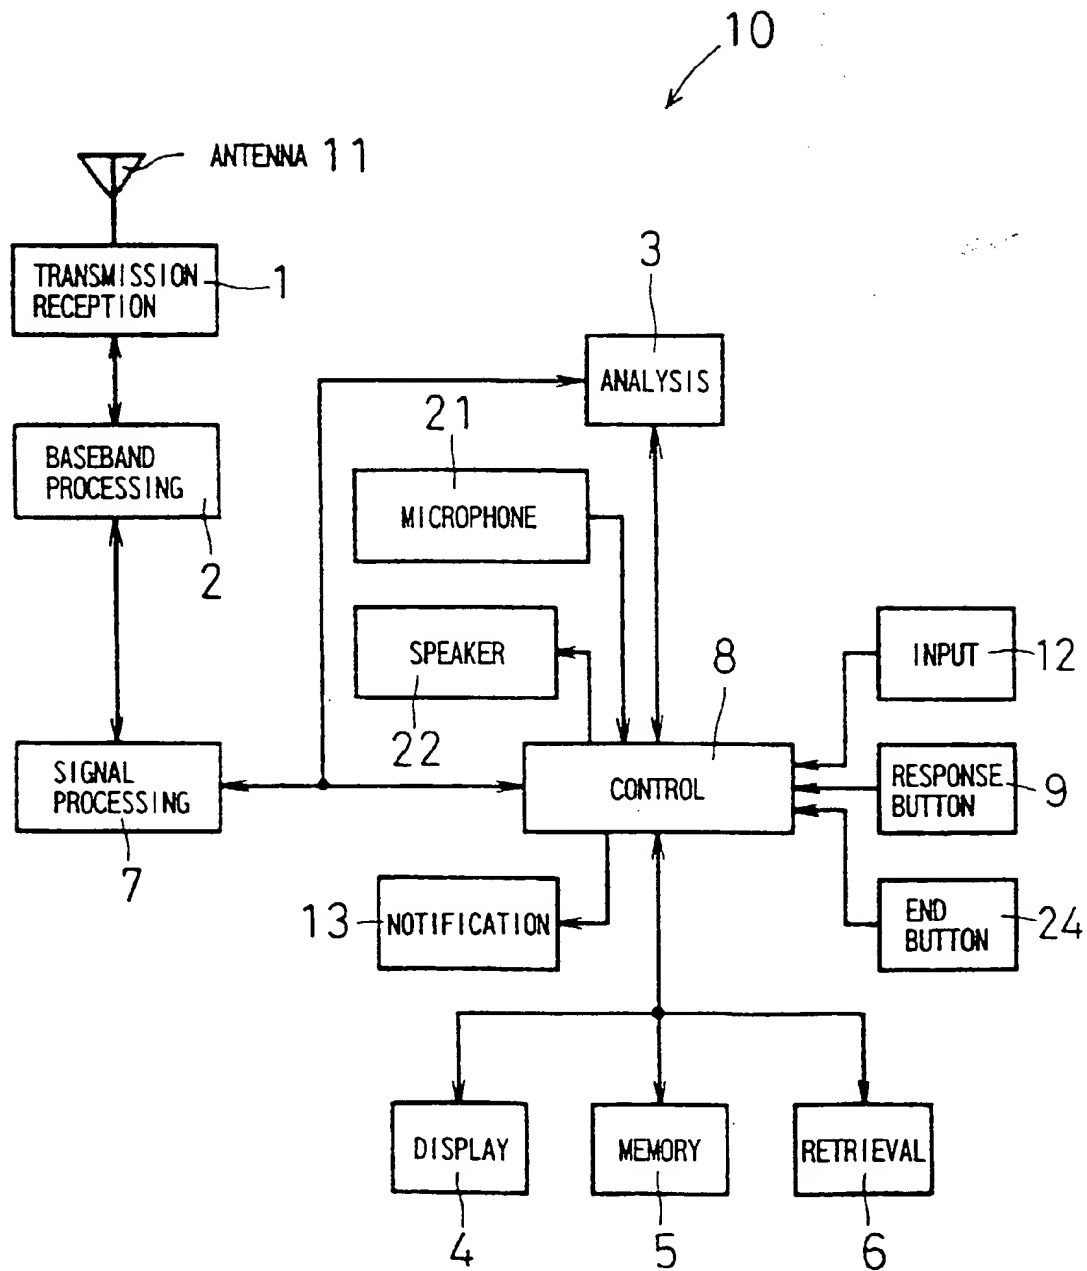 10
ANTENNA 11
TRANSMISSION
RECEPTION
1
3
ANALYSIS
21
BASEBAND
PROCESSING
2
MICROPHONE
SPEAKER
22
8
INPUT
12
SIGNAL
PROCESSING
7
CONTROL
RESPONSE
BUTTON
9
13
NOTIFICATION
END
BUTTON
24
DISPLAY
4
MEMORY
5
RETRIEVAL
6